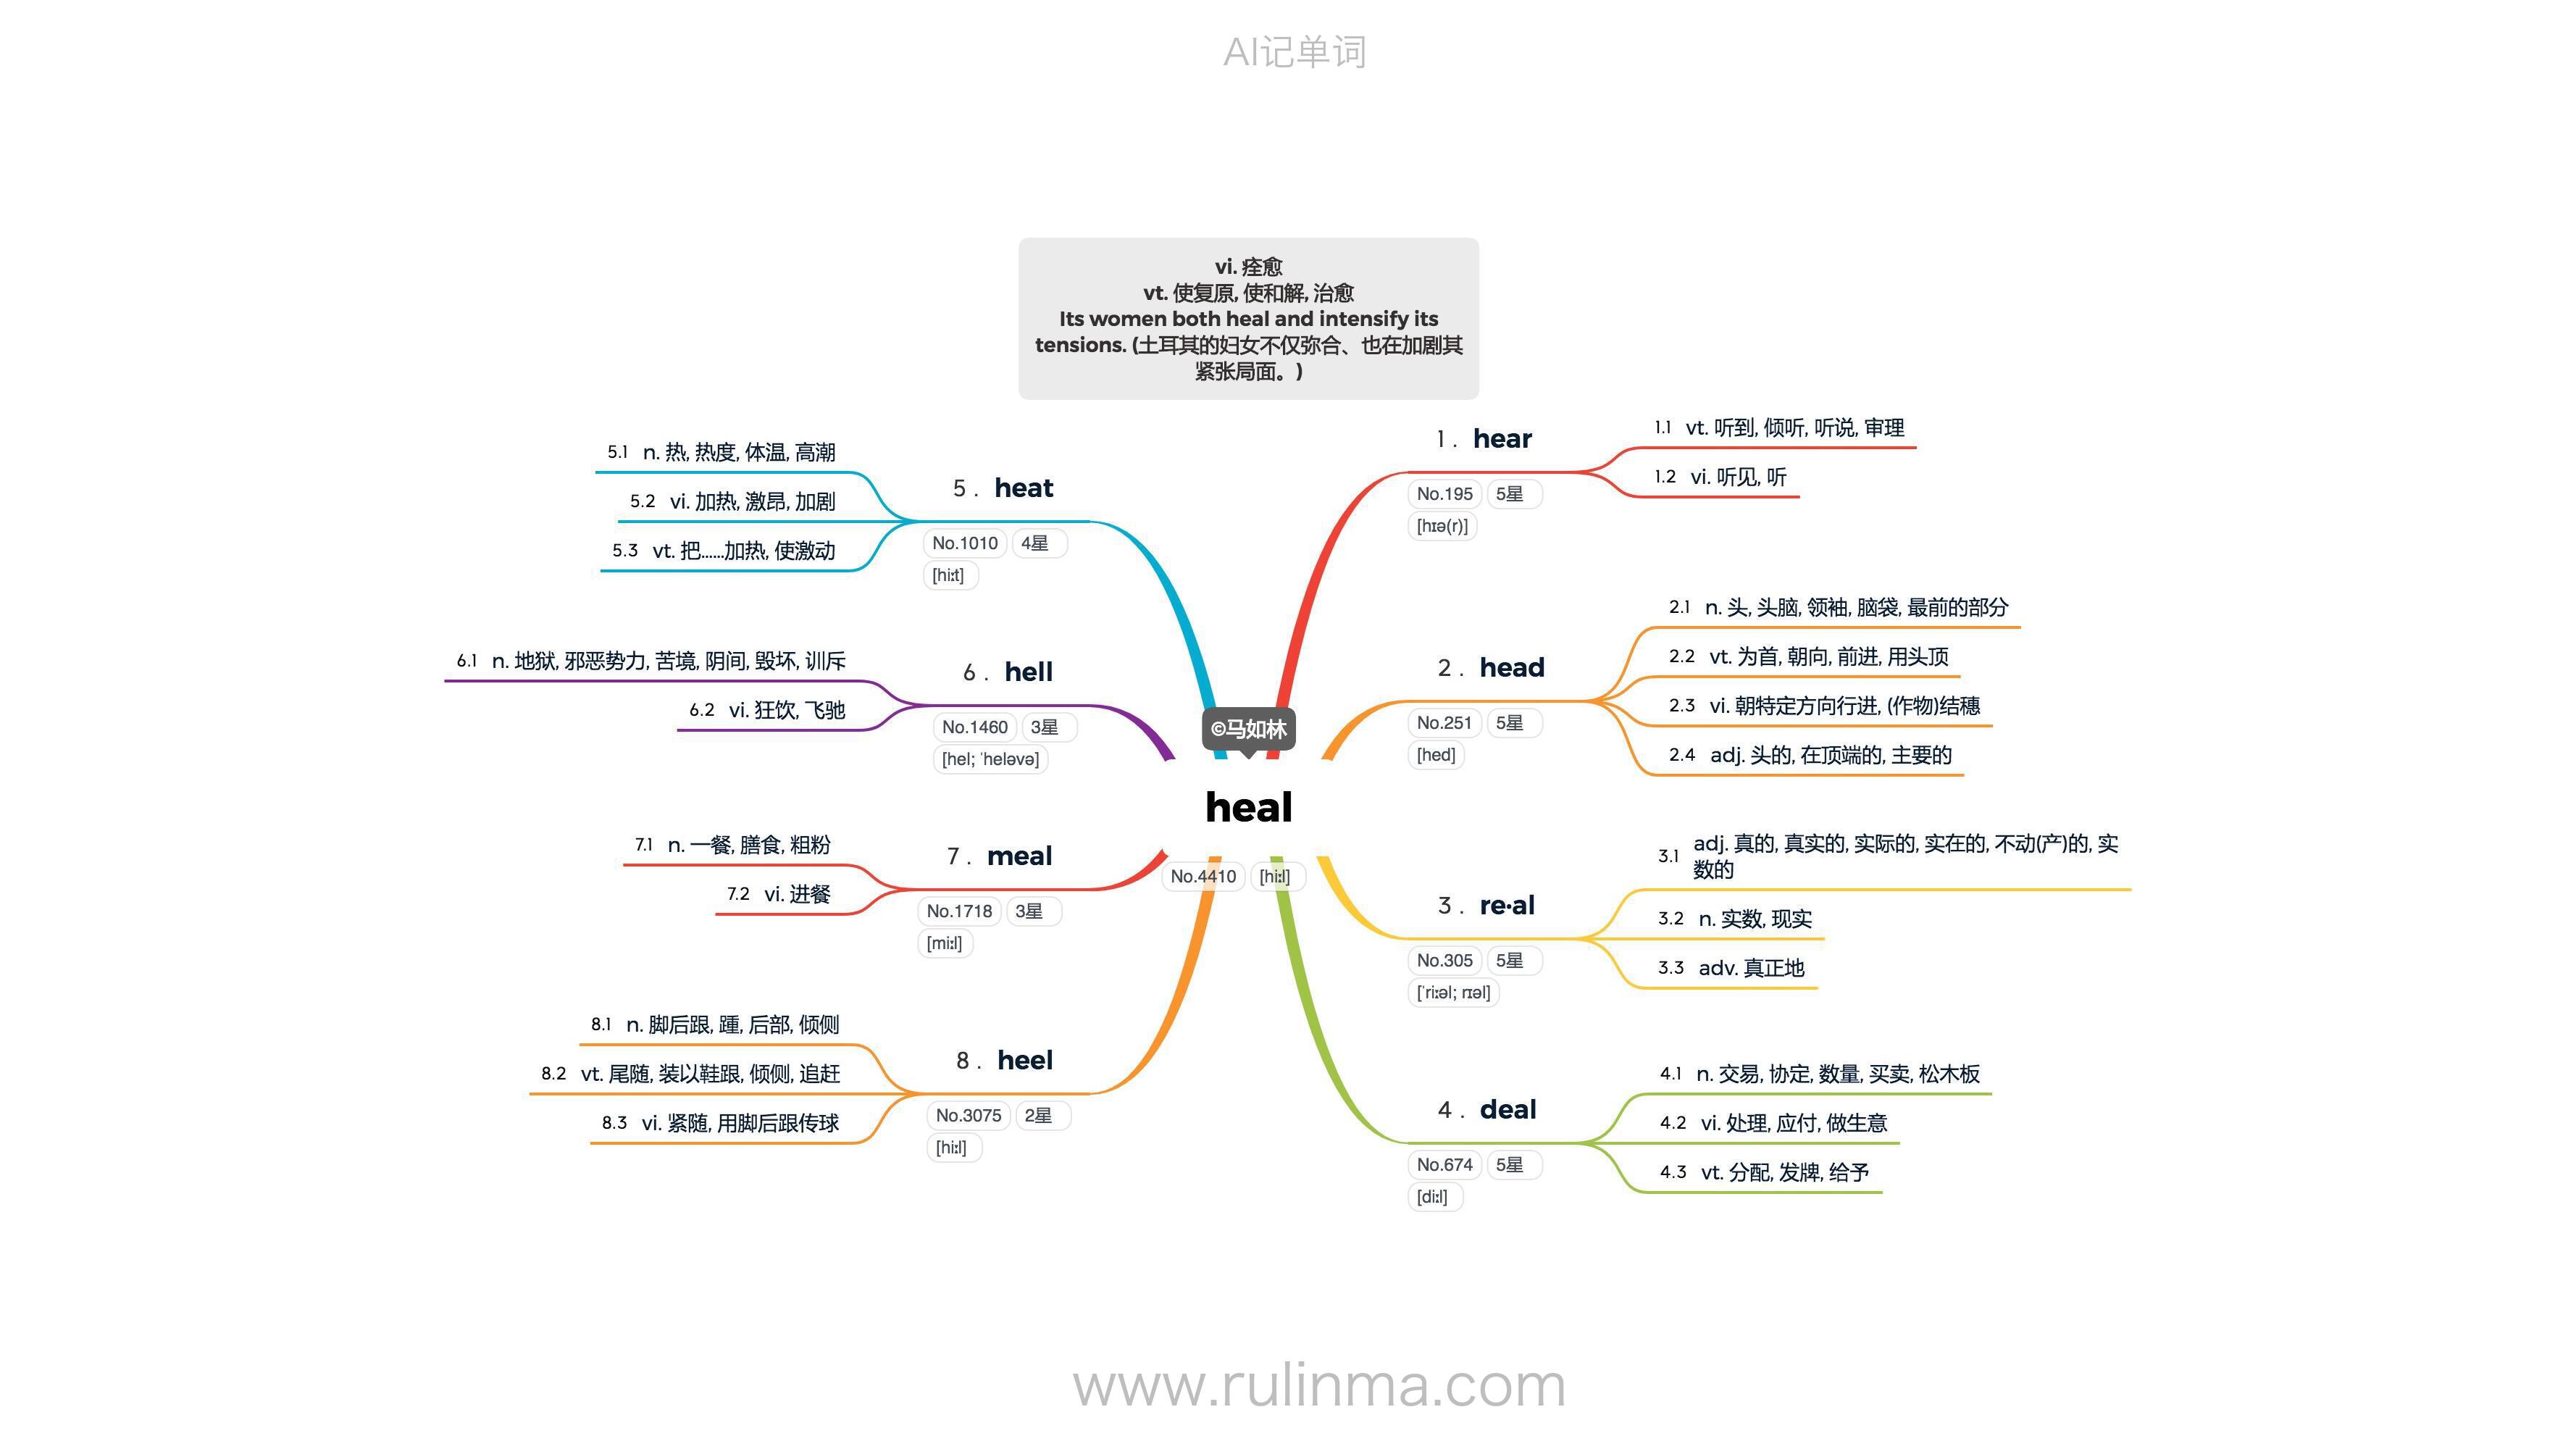 AI记单词
vi. 痊愈
vt. 使复原, 使和解, 治愈
Its women both heal and intensify its
tensions. (土耳其的妇女不仅弥合、也在加剧其
紧张局面。)
©马如林
heal
No.4410 [hiːl]
1 . hear
No.195 5星
[hɪə(r)]
1.1 vt. 听到, 倾听, 听说, 审理
1.2 vi. 听见, 听
2 . head
No.251 5星
[hed]
2.1 n. 头, 头脑, 领袖, 脑袋, 最前的部分
2.2 vt. 为首, 朝向, 前进, 用头顶
2.3 vi. 朝特定方向行进, (作物)结穗
2.4 adj. 头的, 在顶端的, 主要的
3 . re·al
No.305 5星
[ˈriːəl; rɪəl]
3.1 adj. 真的, 真实的, 实际的, 实在的, 不动(产)的, 实
数的
3.2 n. 实数, 现实
3.3 adv. 真正地
4 . deal
No.674 5星
[diːl]
4.1 n. 交易, 协定, 数量, 买卖, 松木板
4.2 vi. 处理, 应付, 做生意
4.3 vt. 分配, 发牌, 给予
5 . heat
No.1010 4星
[hiːt]
5.1 n. 热, 热度, 体温, 高潮
5.2 vi. 加热, 激昂, 加剧
5.3 vt. 把……加热, 使激动
6 . hell
No.1460 3星
[hel; ˈheləvə]
6.1 n. 地狱, 邪恶势力, 苦境, 阴间, 毁坏, 训斥
6.2 vi. 狂饮, 飞驰
7 . meal
No.1718 3星
[miːl]
7.1 n. 一餐, 膳食, 粗粉
7.2 vi. 进餐
8 . heel
No.3075 2星
[hiːl]
8.1 n. 脚后跟, 踵, 后部, 倾侧
8.2 vt. 尾随, 装以鞋跟, 倾侧, 追赶
8.3 vi. 紧随, 用脚后跟传球
www.rulinma.com